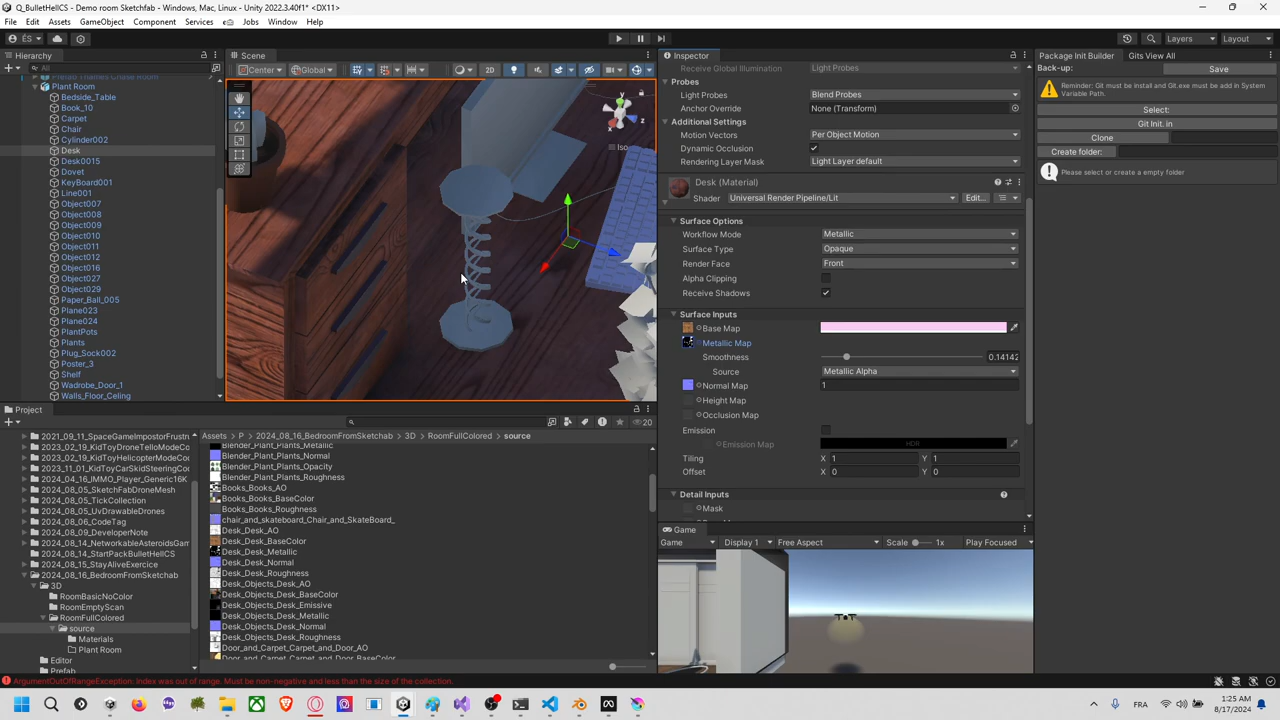 Q_BulletHellCS - Demo room Sketchfab - Windows, Mac, Linux - Unity 2022.3.40f1* <DX11>
File Edit Assets GameObject Component Services Jobs Window Help
ÉS
Layers Layout
Hierarchy
All
Prefab Thames Chase Room
Plant Room
Bedside_Table
Book_10
Carpet
Chair
Cylinder002
Desk
Desk0015
Dovet
KeyBoard001
Line001
Object007
Object008
Object009
Object010
Object011
Object012
Object016
Object027
Object029
Paper_Ball_005
Plane023
Plane024
PlantPots
Plants
Plug_Sock002
Poster_3
Shelf
Wadrobe_Door_1
Walls_Floor_Celing
Scene
Center Global 2D
y
x
z
Iso
Inspector
Receive Global Illumination Light Probes
Probes
Light Probes Blend Probes
Anchor Override None (Transform)
Additional Settings
Motion Vectors Per Object Motion
Dynamic Occlusion
Rendering Layer Mask Light Layer default
Desk (Material)
Shader Universal Render Pipeline/Lit Edit...
Surface Options
Workflow Mode Metallic
Surface Type Opaque
Render Face Front
Alpha Clipping
Receive Shadows
Surface Inputs
Base Map
Metallic Map
Smoothness 0.14142
Source Metallic Alpha
Normal Map 1
Height Map
Occlusion Map
Emission
Emission Map HDR
Tiling X 1 Y 1
Offset X 0 Y 0
Detail Inputs
Mask
Package Init Builder Gits View All
Back-up: Save
Reminder: Git must be install and Git.exe must be add in System Variable Path.
Select:
Git Init. in
Clone
Create folder:
Please select or create a empty folder
Project
20
2021_09_11_SpaceGameImpostorFrustr
2023_02_19_KidToyDroneTelloModeCo
2023_02_19_KidToyHelicopterModeCo
2023_11_01_KidToyCarSkidSteeringCo
2024_04_16_IMMO_Player_Generic16K
2024_08_05_SketchFabDroneMesh
2024_08_05_TickCollection
2024_08_05_UvDrawableDrones
2024_08_06_CodeTag
2024_08_09_DeveloperNote
2024_08_14_NetworkableAsteroidsGam
2024_08_14_StartPackBulletHellCS
2024_08_15_StayAliveExercice
2024_08_16_BedroomFromSketchab
3D
RoomBasicNoColor
RoomEmptyScan
RoomFullColored
source
Materials
Plant Room
Editor
Prefab
Assets > P > 2024_08_16_BedroomFromSketchab > 3D > RoomFullColored > source
Blender_Plant_Plants_Metallic
Blender_Plant_Plants_Normal
Blender_Plant_Plants_Opacity
Blender_Plant_Plants_Roughness
Books_Books_AO
Books_Books_BaseColor
Books_Books_Roughness
chair_and_skateboard_Chair_and_SkateBoard_
Desk_Desk_AO
Desk_Desk_BaseColor
Desk_Desk_Metallic
Desk_Desk_Normal
Desk_Desk_Roughness
Desk_Objects_Desk_AO
Desk_Objects_Desk_BaseColor
Desk_Objects_Desk_Emissive
Desk_Objects_Desk_Metallic
Desk_Objects_Desk_Normal
Desk_Objects_Desk_Roughness
Door_and_Carpet_Carpet_and_Door_AO
Door_and_Carpet_Carpet_and_Door_BaseColor
Game
Game Display 1 Free Aspect Scale 1x Play Focused
ArgumentOutOfRangeException: Index was out of range. Must be non-negative and less than the size of the collection.
FR
1:25 AM
8/17/2024